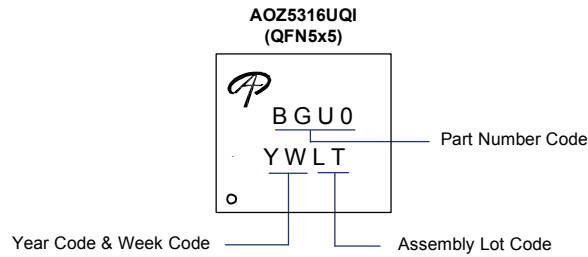 AOZ5316UQI
(QFN5x5)
BGU0
Part Number Code
YWLT
Year Code & Week Code
Assembly Lot Code